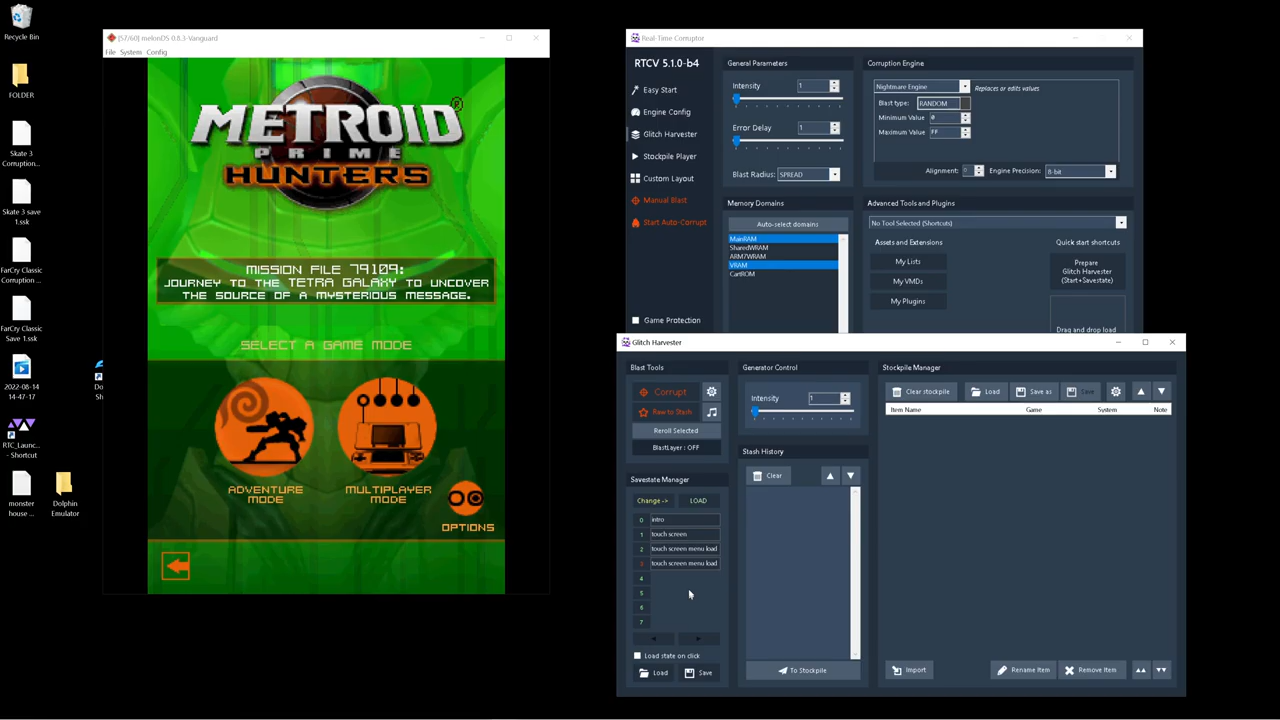 Recycle Bin
FOLDER
Skate 3
Corruption...
Skate 3 save
1.ssk
FarCry Classic
Corruption ...
FarCry Classic
Save 1.ssk
2022-08-14
14-47-17
RTC_Launc...
- Shortcut
monster
house ...
Dolphin
Emulator
[57/60] melonDS 0.8.3-Vanguard
File System Config
METROID
PRIME
HUNTERS
MISSION FILE 79109:
JOURNEY TO THE TETRA GALAXY TO UNCOVER
THE SOURCE OF A MYSTERIOUS MESSAGE.
SELECT A GAME MODE
ADVENTURE
MODE
MULTIPLAYER
MODE
OPTIONS
Real-Time Corruptor
RTCV 5.1.0-b4
Easy Start
Engine Config
Glitch Harvester
Stockpile Player
Custom Layout
Manual Blast
Start Auto-Corrupt
General Parameters
Intensity 1
Error Delay 1
Blast Radius: SPREAD
Memory Domains
Auto-select domains
MainRAM
SharedWRAM
ARM7WRAM
VRAM
CartROM
Game Protection
Corruption Engine
Nightmare Engine Replaces or edits values
Blast type: RANDOM
Minimum Value 0
Maximum Value FF
Alignment: 0 Engine Precision: 8-bit
Advanced Tools and Plugins
No Tool Selected (Shortcuts)
Assets and Extensions
My Lists
My VMDs
My Plugins
Quick start shortcuts
Prepare
Glitch Harvester
(Start+Savestate)
Drag and drop load
Glitch Harvester
Blast Tools
Corrupt
Raw to Stash
Reroll Selected
BlastLayer : OFF
Savestate Manager
Change -> LOAD
0 intro
1 touch screen
2 touch screen menu load
3 touch screen menu load
4
5
6
7
Load state on click
Load Save
Generator Control
Intensity 1
Stash History
Clear
To Stockpile
Stockpile Manager
Clear stockpile Load Save as Save
Item Name Game System Note
Import Rename Item Remove Item